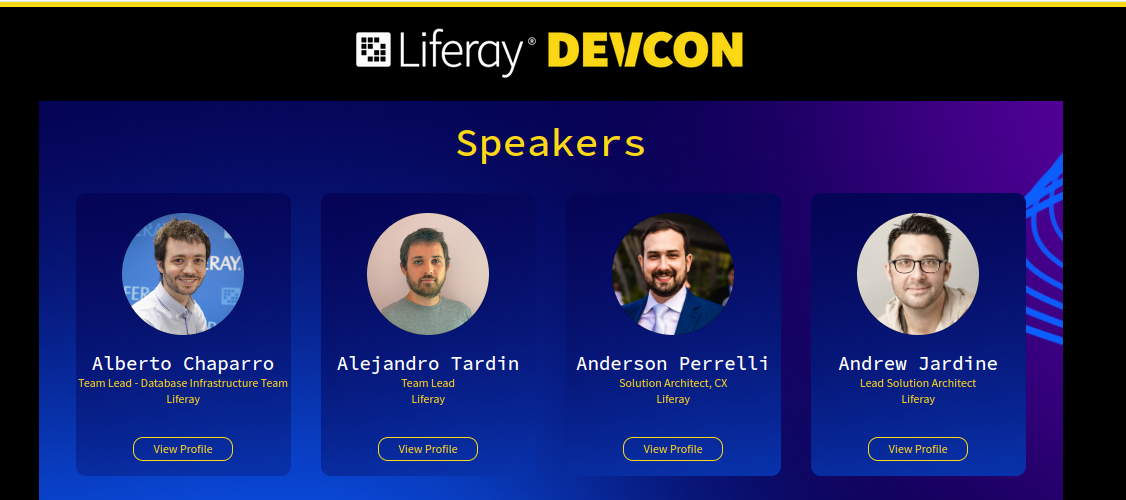 Liferay® DEVCON
Speakers
RAY.
Alberto Chaparro
Team Lead - Database Infrastructure Team
Liferay
View Profile
Alejandro Tardin
Team Lead
Liferay
View Profile
Anderson Perrelli
Solution Architect, CX
Liferay
View Profile
Andrew Jardine
Lead Solution Architect
Liferay
View Profile